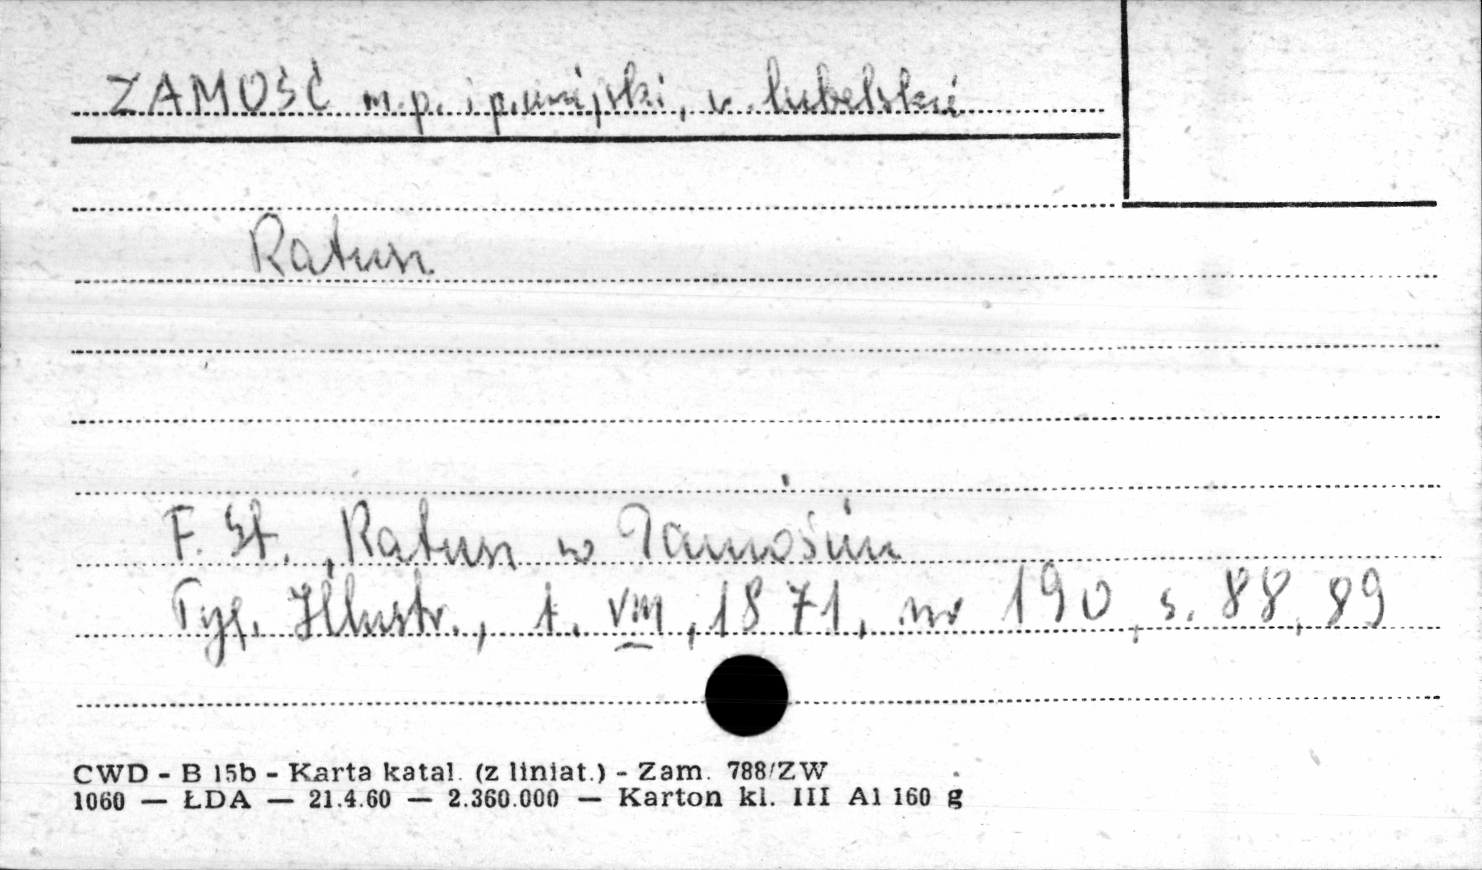 ZAMOŚĆ m.p. i p. miejski, w. lubelskie
Ratusz
F. St., Ratusz w Zamościu
Tyg. Illustr., t. VIII, 1871, nr 190, s. 88, 89
CWD - B 15b - Karta katal. (z liniat.) - Zam. 788/ZW
1060 — ŁDA — 21.4.60 — 2.360.000 — Karton kl. III A1 160 g